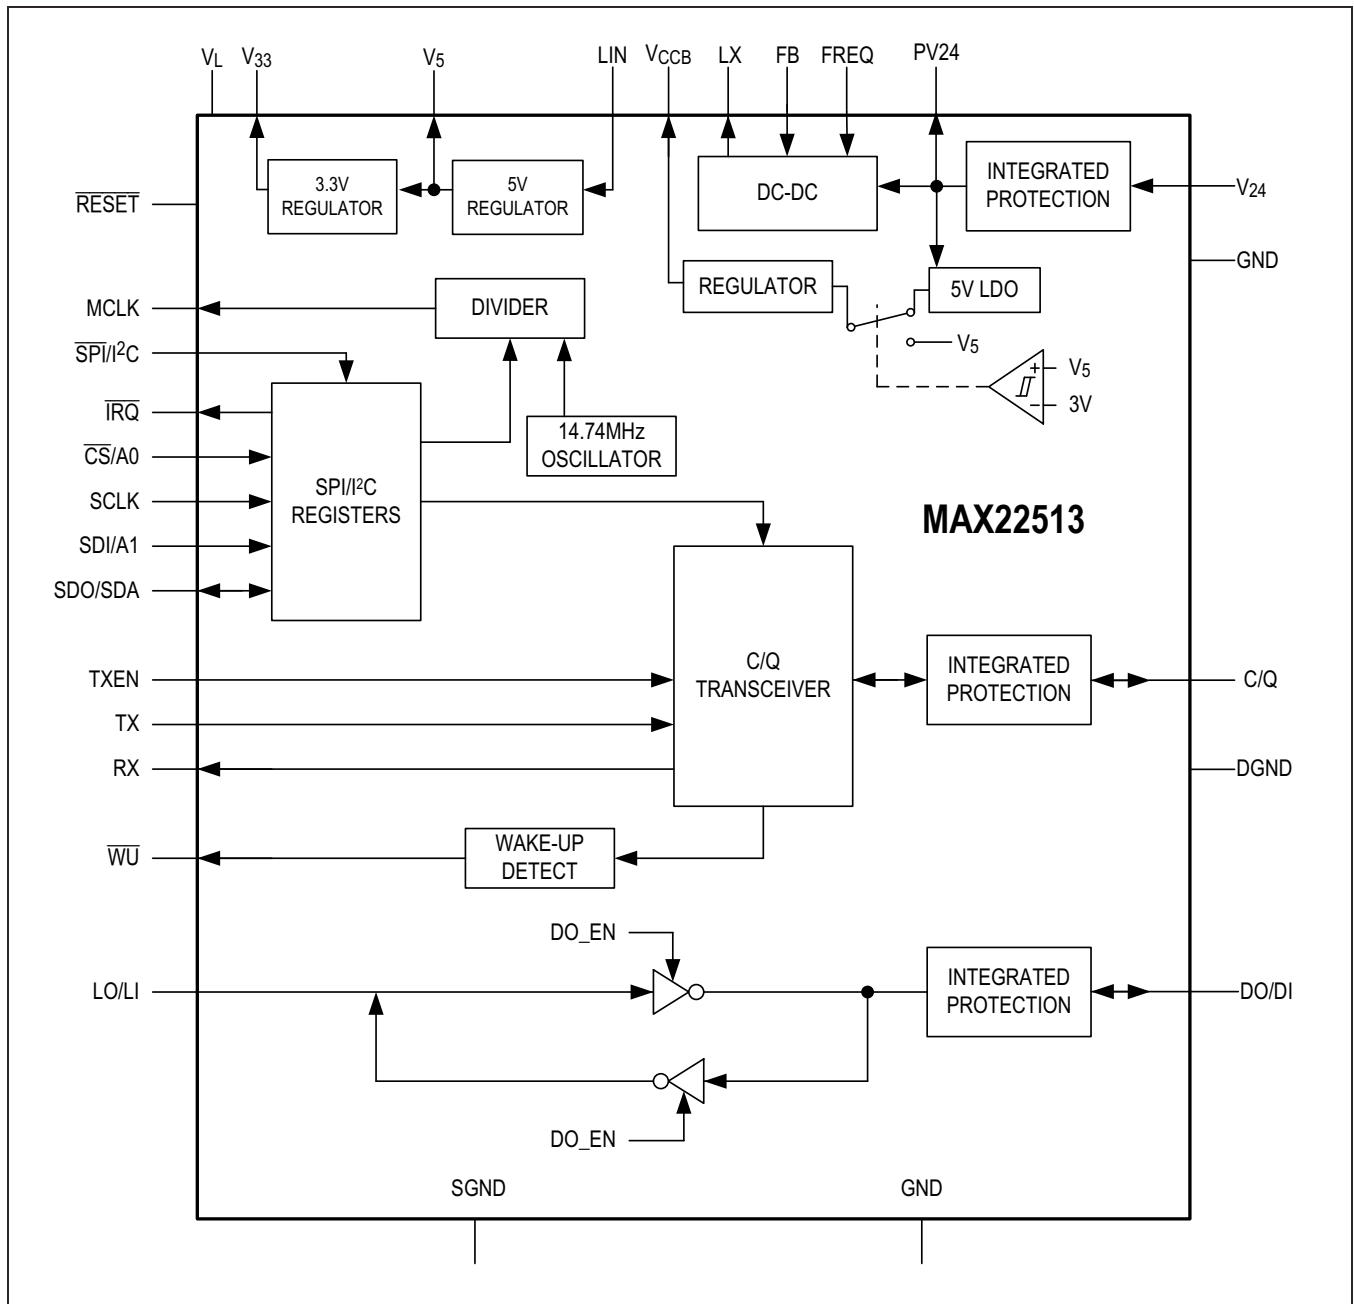 VL V33 V5 LIN VCCB LX FB FREQ PV24
3.3V
REGULATOR
5V
REGULATOR
DC-DC
INTEGRATED
PROTECTION
V24
RESET
GND
REGULATOR
5V LDO
MCLK
DIVIDER
V5
SPI/I²C
V5
3V
IRQ
14.74MHz
OSCILLATOR
CS/A0
SPI/I²C
REGISTERS
SCLK
MAX22513
SDI/A1
SDO/SDA
C/Q
TRANSCEIVER
INTEGRATED
PROTECTION
TXEN
C/Q
TX
RX
DGND
WAKE-UP
DETECT
WU
DO_EN
LO/LI
INTEGRATED
PROTECTION
DO/DI
DO_EN
SGND
GND